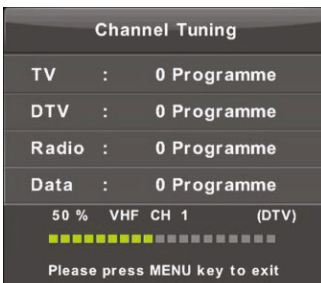 Channel Tuning
TV : 0 Programme
DTV : 0 Programme
Radio : 0 Programme
Data : 0 Programme
50 % VHF CH 1 (DTV)
Please press MENU key to exit